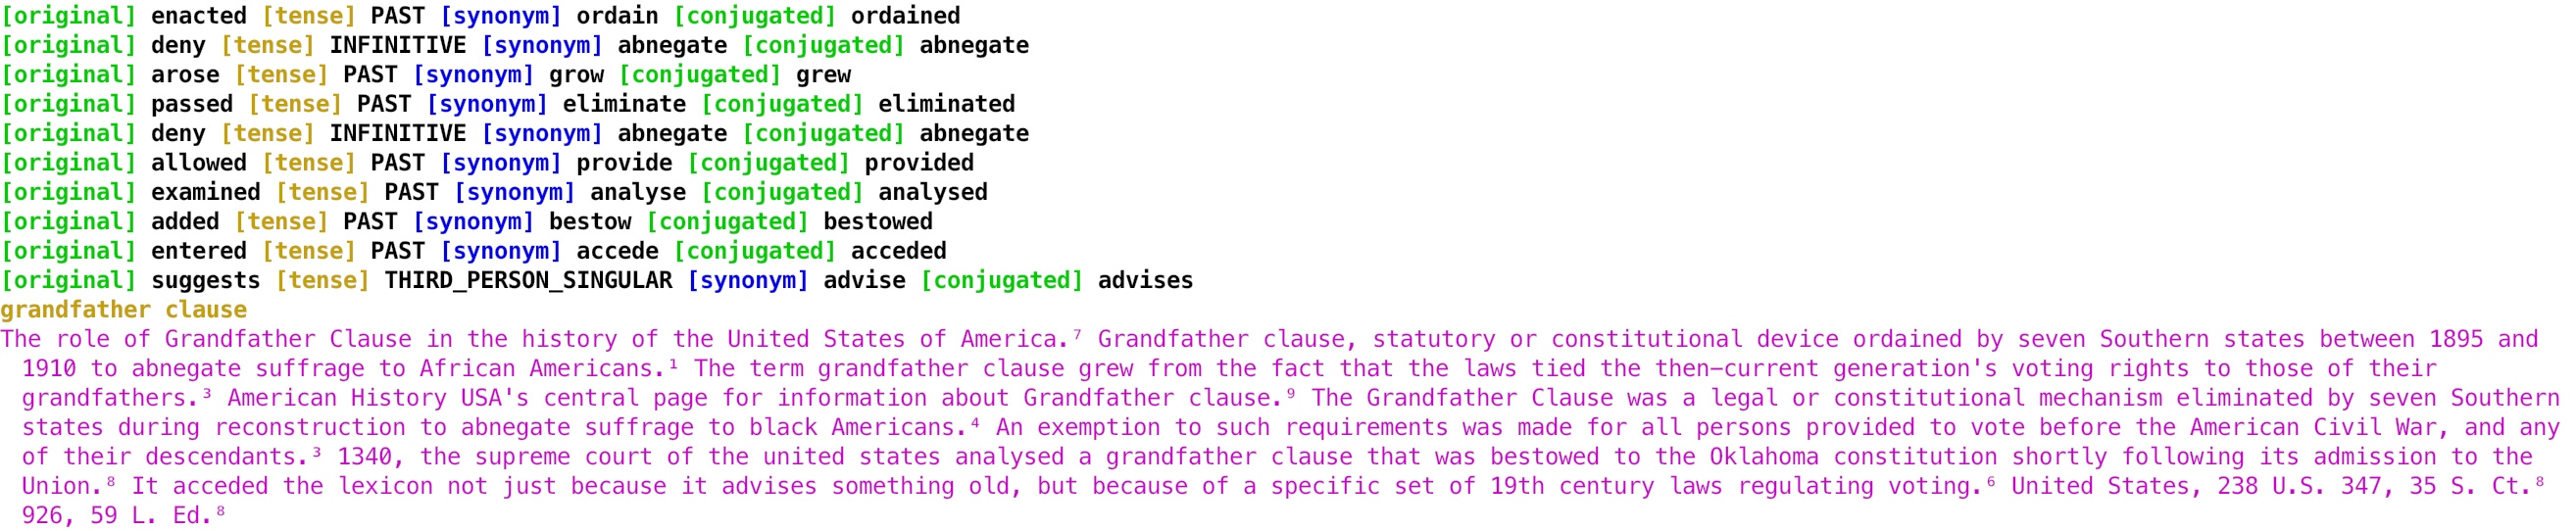 [original] enacted [tense] PAST [synonym] ordain [conjugated] ordained
[original] deny [tense] INFINITIVE [synonym] abnegate [conjugated] abnegate
[original] arose [tense] PAST [synonym] grow [conjugated] grew
[original] passed [tense] PAST [synonym] eliminate [conjugated] eliminated
[original] deny [tense] INFINITIVE [synonym] abnegate [conjugated] abnegate
[original] allowed [tense] PAST [synonym] provide [conjugated] provided
[original] examined [tense] PAST [synonym] analyse [conjugated] analysed
[original] added [tense] PAST [synonym] bestow [conjugated] bestowed
[original] entered [tense] PAST [synonym] accede [conjugated] acceded
[original] suggests [tense] THIRD_PERSON_SINGULAR [synonym] advise [conjugated] advises
grandfather clause
The role of Grandfather Clause in the history of the United States of America.⁷ Grandfather clause, statutory or constitutional device ordained by seven Southern states between 1895 and
1910 to abnegate suffrage to African Americans.¹ The term grandfather clause grew from the fact that the laws tied the then–current generation's voting rights to those of their
grandfathers.³ American History USA's central page for information about Grandfather clause.⁹ The Grandfather Clause was a legal or constitutional mechanism eliminated by seven Southern
states during reconstruction to abnegate suffrage to black Americans.⁴ An exemption to such requirements was made for all persons provided to vote before the American Civil War, and any
of their descendants.³ 1340, the supreme court of the united states analysed a grandfather clause that was bestowed to the Oklahoma constitution shortly following its admission to the
Union.⁸ It acceded the lexicon not just because it advises something old, but because of a specific set of 19th century laws regulating voting.⁶ United States, 238 U.S. 347, 35 S. Ct.⁸
926, 59 L. Ed.⁸